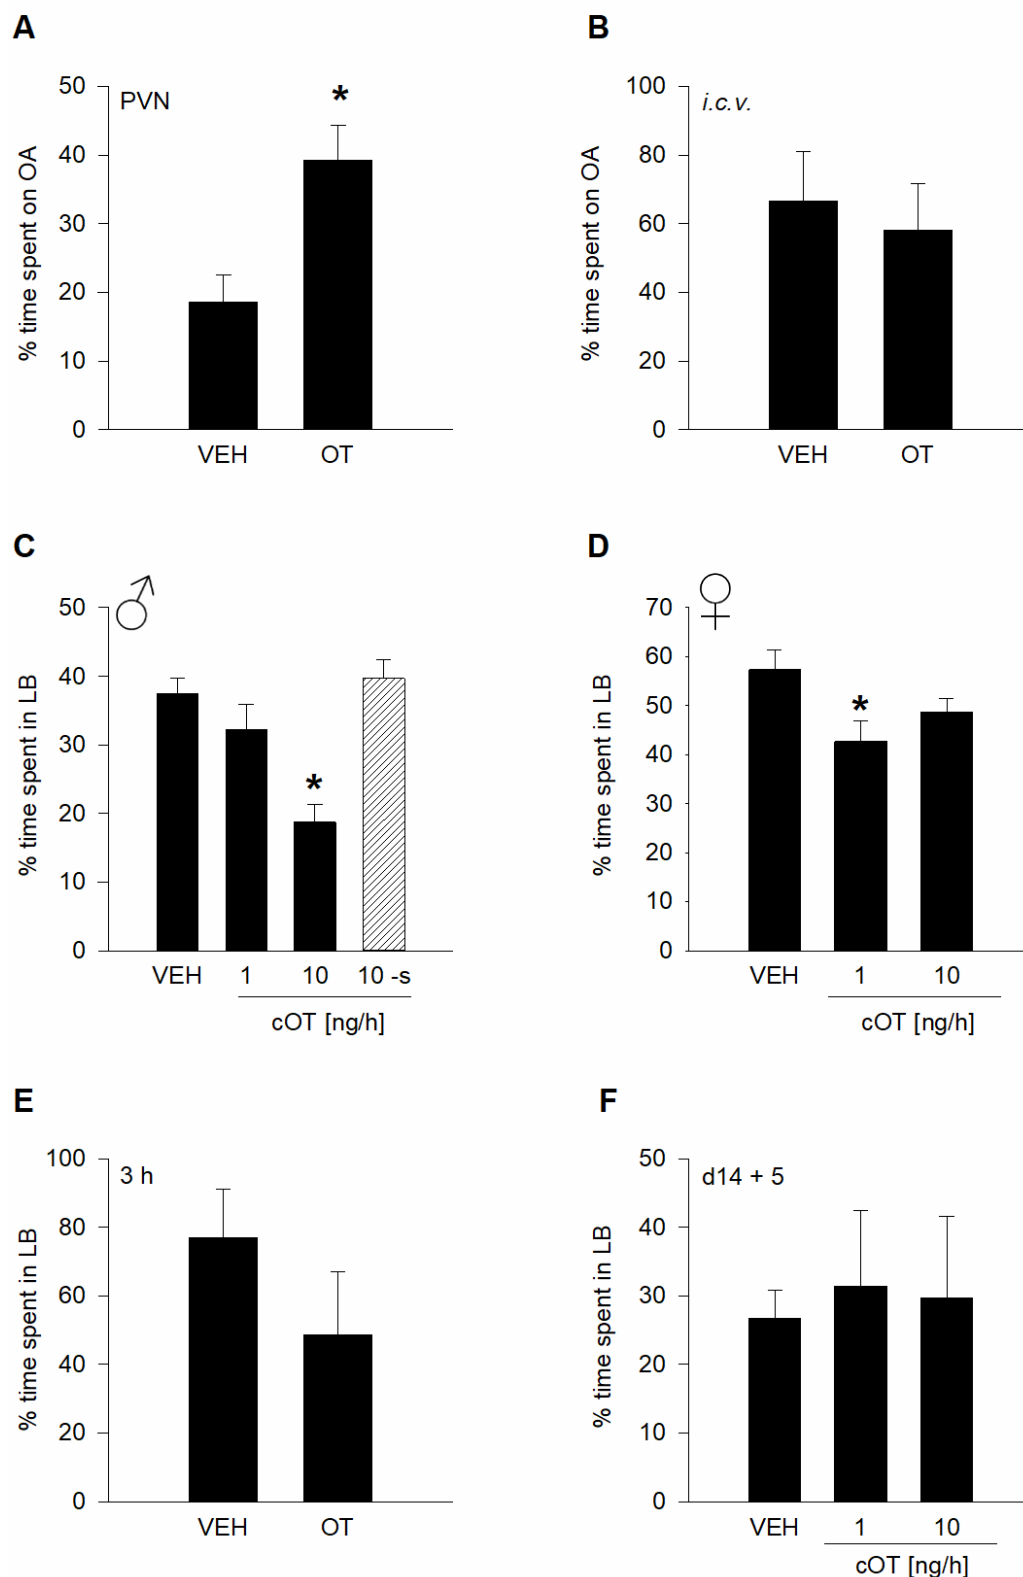 A
50
40
30
20
10
0
% time spent on OA
PVN
*
VEH OT
B
100
80
60
40
20
0
% time spent on OA
i.c.v.
VEH OT
C
♂
50
40
30
20
10
0
% time spent in LB
*
VEH 1 10 10 -s
cOT [ng/h]
D
♀
70
60
50
40
30
20
10
0
% time spent in LB
*
VEH 1 10
cOT [ng/h]
E
100
80
60
40
20
0
% time spent in LB
3 h
VEH OT
F
50
40
30
20
10
0
% time spent in LB
d14 + 5
VEH 1 10
cOT [ng/h]